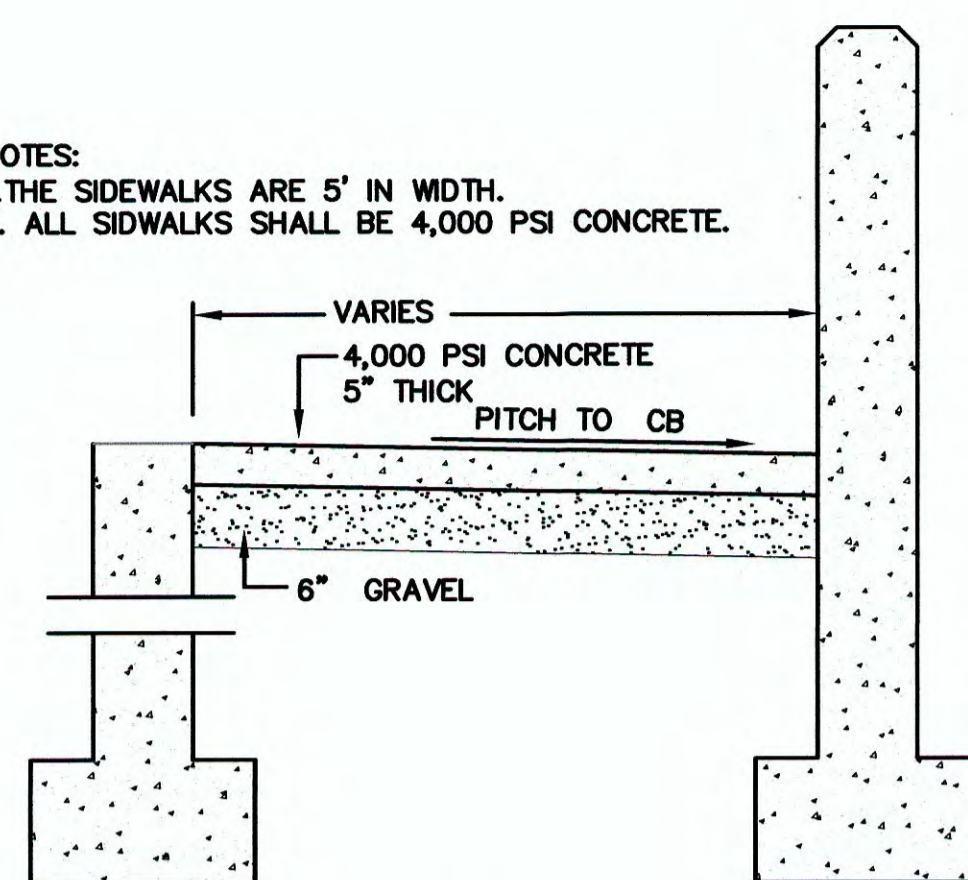 OTES:
.THE SIDEWALKS ARE 5' IN WIDTH.
. ALL SIDWALKS SHALL BE 4,000 PSI CONCRETE.
VARIES
4,000 PSI CONCRETE
5" THICK
PITCH TO CB
6" GRAVEL